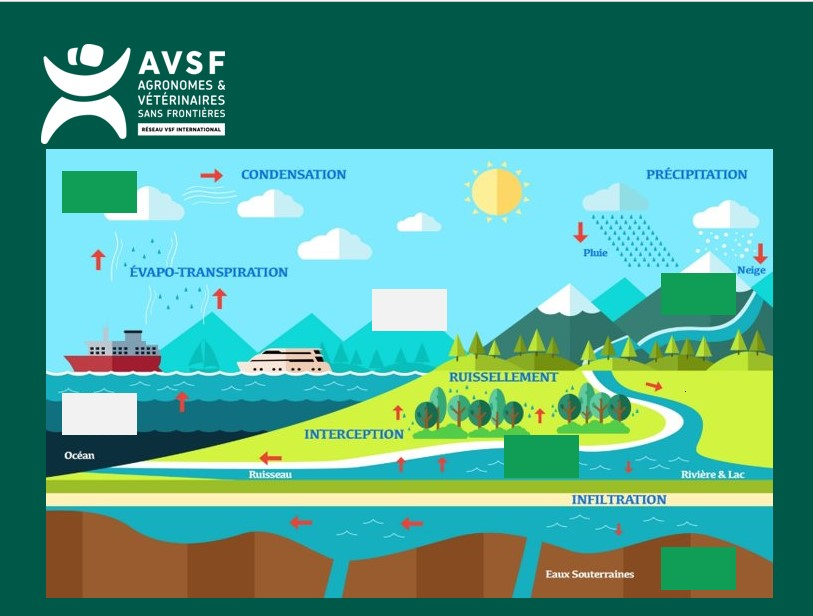 AVSF
AGRONOMES &
VÉTÉRINAIRES
SANS FRONTIÈRES
RÉSEAU VSF INTERNATIONAL
CONDENSATION
PRÉCIPITATION
Pluie
Neige
ÉVAPO-TRANSPIRATION
RUISSELLEMENT
INTERCEPTION
Océan
Ruisseau
Rivière & Lac
INFILTRATION
Eaux Souterraines